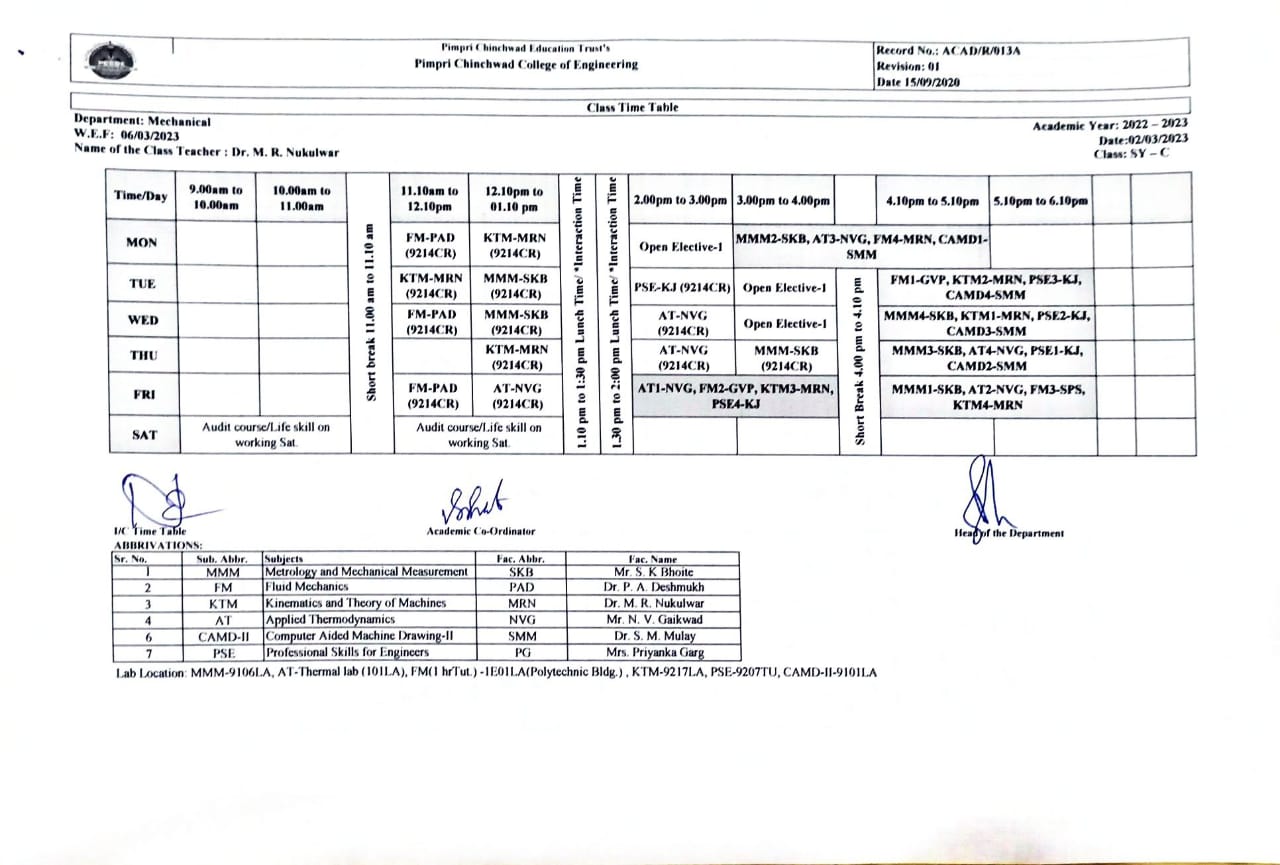 Pimpri Chinchwad Education Trust's
Pimpri Chinchwad College of Engineering
Record No.: ACAD/R/013A
Revision: 01
Date 15/09/2020
Class Time Table
Department: Mechanical
W.E.F: 06/03/2023
Name of the Class Teacher : Dr. M. R. Nukulwar
Academic Year: 2022 – 2023
Date:02/03/2023
Class: SY – C
Time/Day 9.00am to 10.00am 10.00am to 11.00am Short break 11.00 am to 11.10 am 11.10am to 12.10pm 12.10pm to 01.10 pm 1.10 pm to 1:30 pm Lunch Time/ *Interaction Time 1.30 pm to 2:00 pm Lunch Time/ *Interaction Time 2.00pm to 3.00pm 3.00pm to 4.00pm Short Break 4.00 pm to 4.10 pm 4.10pm to 5.10pm 5.10pm to 6.10pm
MON FM-PAD (9214CR) KTM-MRN (9214CR) Open Elective-I MMM2-SKB, AT3-NVG, FM4-MRN, CAMD1-SMM
TUE KTM-MRN (9214CR) MMM-SKB (9214CR) PSE-KJ (9214CR) Open Elective-I FM1-GVP, KTM2-MRN, PSE3-KJ, CAMD4-SMM
WED FM-PAD (9214CR) MMM-SKB (9214CR) AT-NVG (9214CR) Open Elective-I MMM4-SKB, KTM1-MRN, PSE2-KJ, CAMD3-SMM
THU KTM-MRN (9214CR) AT-NVG (9214CR) MMM-SKB (9214CR) MMM3-SKB, AT4-NVG, PSE1-KJ, CAMD2-SMM
FRI FM-PAD (9214CR) AT-NVG (9214CR) AT1-NVG, FM2-GVP, KTM3-MRN, PSE4-KJ MMM1-SKB, AT2-NVG, FM3-SPS, KTM4-MRN
SAT Audit course/Life skill on working Sat. Audit course/Life skill on working Sat.
I/C Time Table
Academic Co-Ordinator
Head of the Department
ABBRIVATIONS:
Sr. No. Sub. Abbr. Subjects Fac. Abbr. Fac. Name
1 MMM Metrology and Mechanical Measurement SKB Mr. S. K Bhoite
2 FM Fluid Mechanics PAD Dr. P. A. Deshmukh
3 KTM Kinematics and Theory of Machines MRN Dr. M. R. Nukulwar
4 AT Applied Thermodynamics NVG Mr. N. V. Gaikwad
6 CAMD-II Computer Aided Machine Drawing-II SMM Dr. S. M. Mulay
7 PSE Professional Skills for Engineers PG Mrs. Priyanka Garg
Lab Location: MMM-9106LA, AT-Thermal lab (101LA), FM(1 hrTut.) -1E01LA(Polytechnic Bldg.) , KTM-9217LA, PSE-9207TU, CAMD-II-9101LA